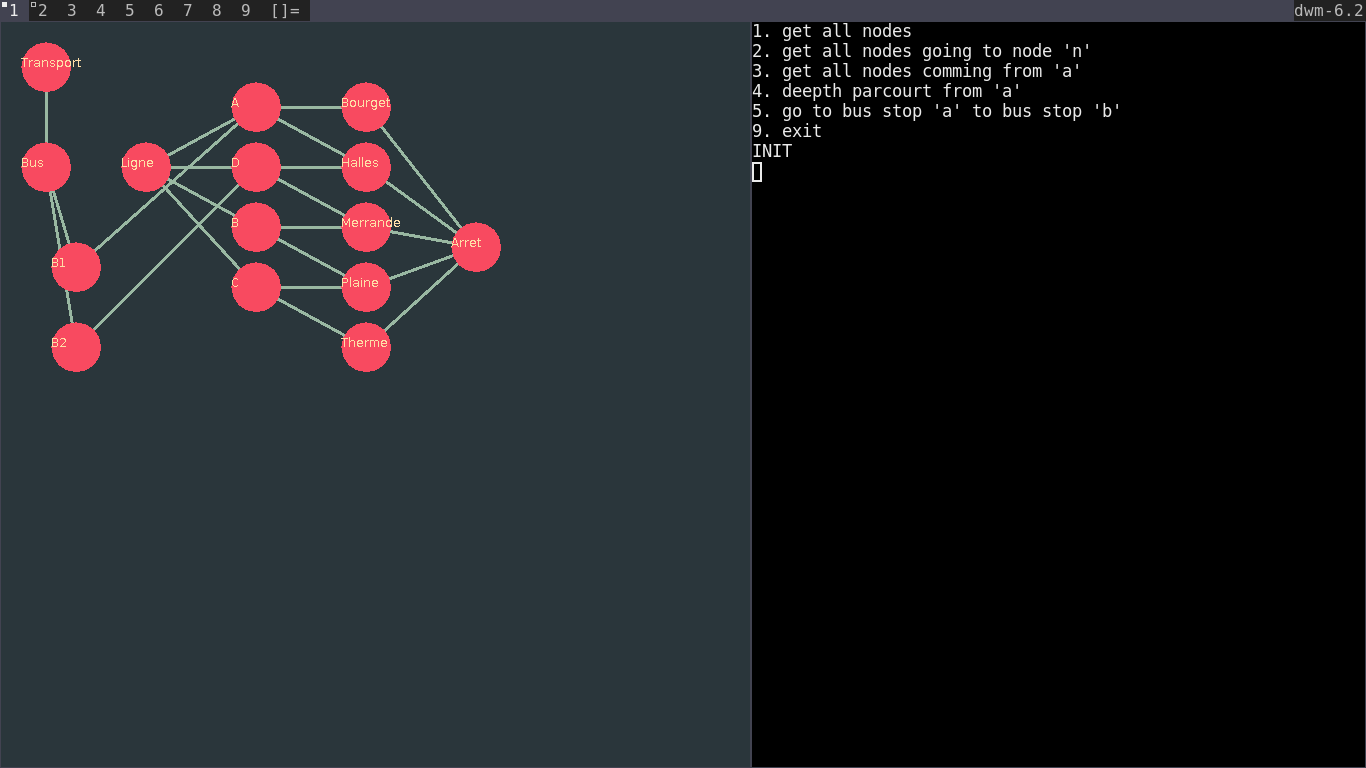 1 2 3 4 5 6 7 8 9 []= dwm-6.2
Transport
A Bourget
Bus Ligne D Halles
B Merrande
Arret
B1
C Plaine
B2 Therme
1. get all nodes
2. get all nodes going to node 'n'
3. get all nodes comming from 'a'
4. deepth parcourt from 'a'
5. go to bus stop 'a' to bus stop 'b'
9. exit
INIT